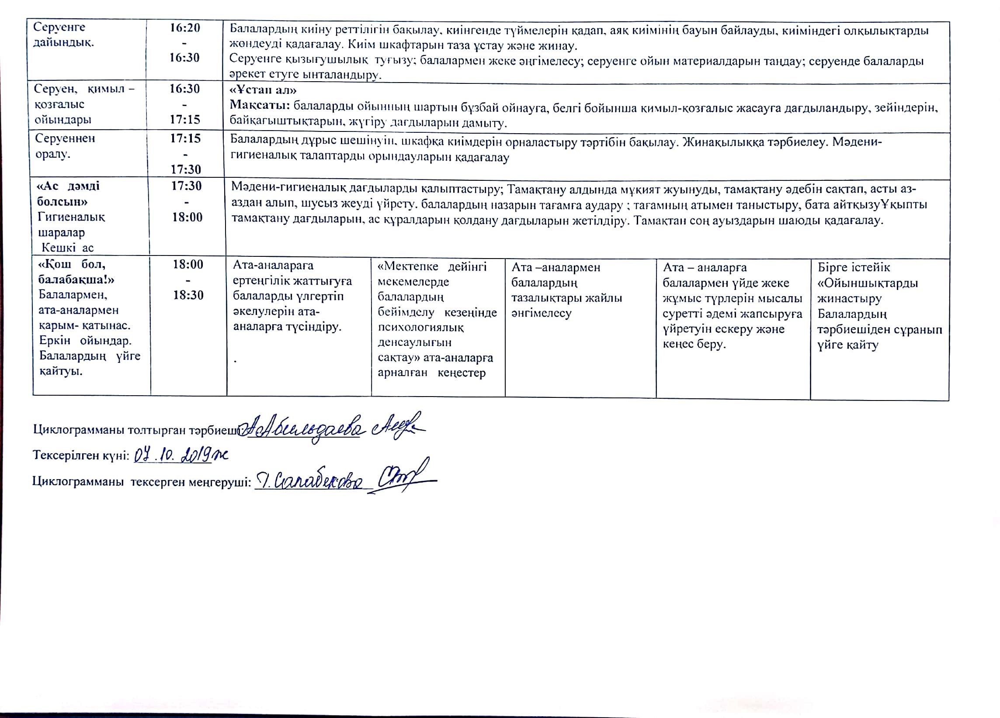 Серуенге
дайындық.
16:20
-
16:30
Балалардың киіну реттілігін бақылау, киінгенде түймелерін қадап, аяқ киімінің бауын байлауды, киіміндегі олқылықтарды
жөндеуді қадағалау. Киім шкафтарын таза ұстау және жинау.
Серуенге қызығушылық туғызу; балалармен жеке әңгімелесу; серуенге ойын материалдарын таңдау; серуенде балаларды
әрекет етуге ынталандыру.
Серуен, қимыл –
қозғалыс
ойындары
16:30
-
17:15
«Ұстап ал»
Мақсаты: балаларды ойынның шартын бұзбай ойнауға, белгі бойынша қимыл-қозғалыс жасауға дағдыландыру, зейіндерін,
байқағыштықтарын, жүгіру дағдыларын дамыту.
Серуеннен
оралу.
17:15
-
17:30
Балалардың дұрыс шешінуін, шкафқа киімдерін орналастыру тәртібін бақылау. Жинақылыққа тәрбиелеу. Мәдени-
гигиеналық талаптарды орындауларын қадағалау
«Ас дәмді
болсын»
Гигиеналық
шаралар
Кешкі ас
17:30
-
18:00
Мәдени-гигиеналық дағдыларды қалыптастыру; Тамақтану алдында мұқият жуынуды, тамақтану әдебін сақтап, асты аз-
аздан алып, шусыз жеуді үйрету. балалардың назарын тағамға аудару ; тағамның атымен таныстыру, бата айтқызуҰқыпты
тамақтану дағдыларын, ас құралдарын қолдану дағдыларын жетілдіру. Тамақтан соң ауыздарын шаюды қадағалау.
«Қош бол,
балабақша!»
Балалармен,
ата-аналармен
қарым- қатынас.
Еркін ойындар.
Балалардың үйге
қайтуы.
18:00
-
18:30
Ата-аналараға
ертеңгілік жаттығуға
балаларды үлгертіп
әкелулерін ата-
аналарға түсіндіру.
.
«Мектепке дейінгі
мекемелерде
балалардың
бейімделу кезеңінде
психологиялық
денсаулығын
сақтау» ата-аналарға
арналған кеңестер
Ата –аналармен
балалардың
тазалықтары жайлы
әнгімелесу
Ата – аналарға
балалармен үйде жеке
жұмыс түрлерін мысалы
суретті әдемі жапсыруға
үйретуін ескеру және
кеңес беру.
Бірге істейік
«Ойыншықтарды
жинастыру
Балалардың
тәрбиешіден сұранып
үйге қайту
Циклограмманы толтырған тәрбиеші: А.Абильдаева
Тексерілген күні: 07.10.2019ж
Циклограмманы тексерген меңгеруші: Г.Сапабекова